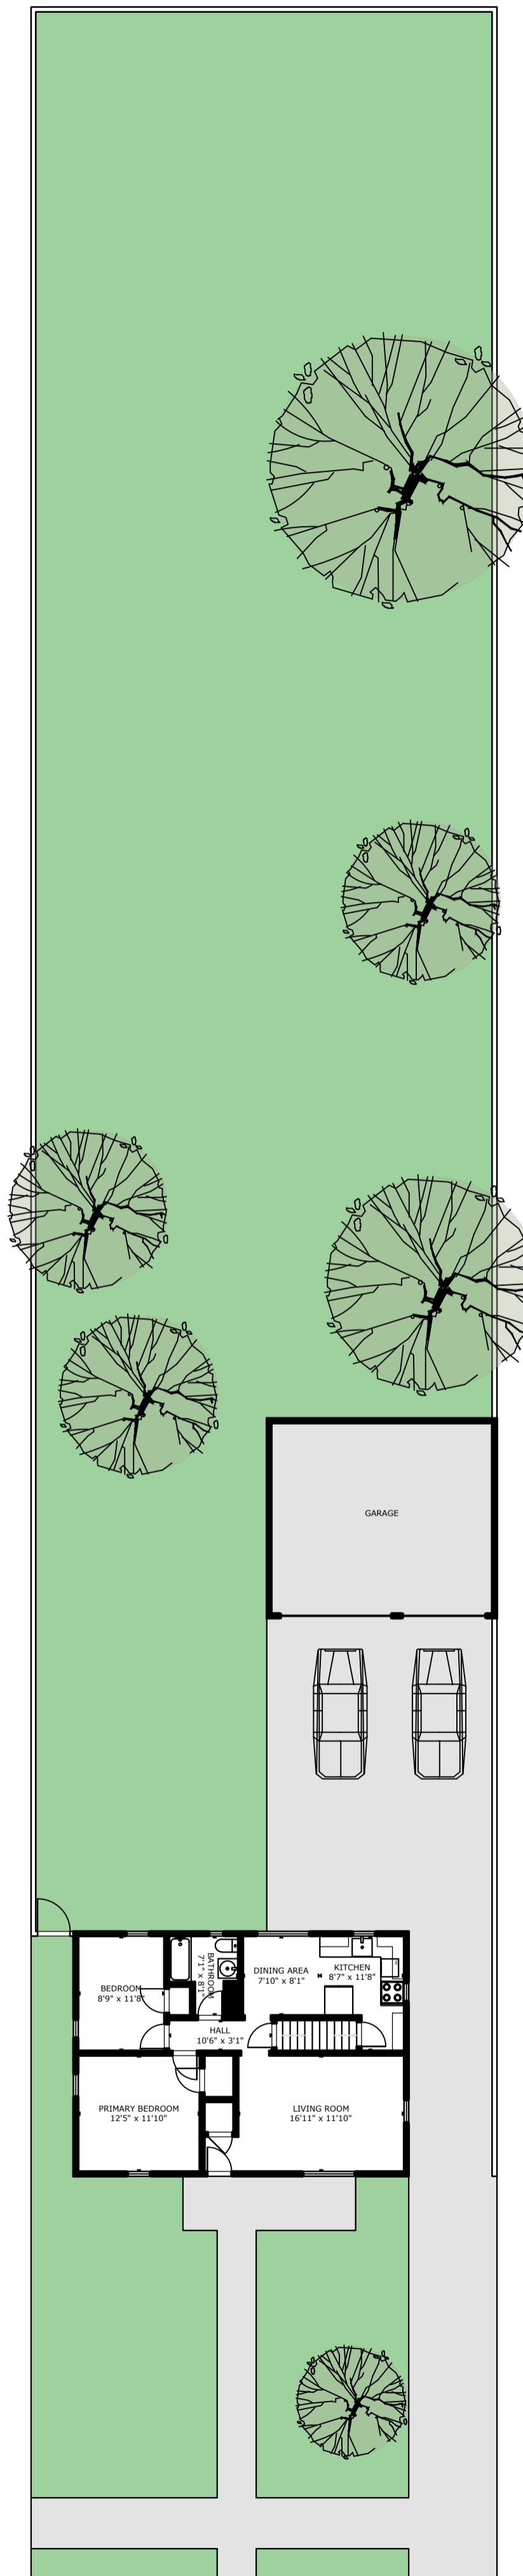 GARAGE
BEDROOM
8'9" x 11'8"
BATHROOM
7'1" x 8'1"
DINING AREA
7'10" x 8'1"
KITCHEN
8'7" x 11'8"
HALL
10'6" x 3'1"
PRIMARY BEDROOM
12'5" x 11'10"
LIVING ROOM
16'11" x 11'10"